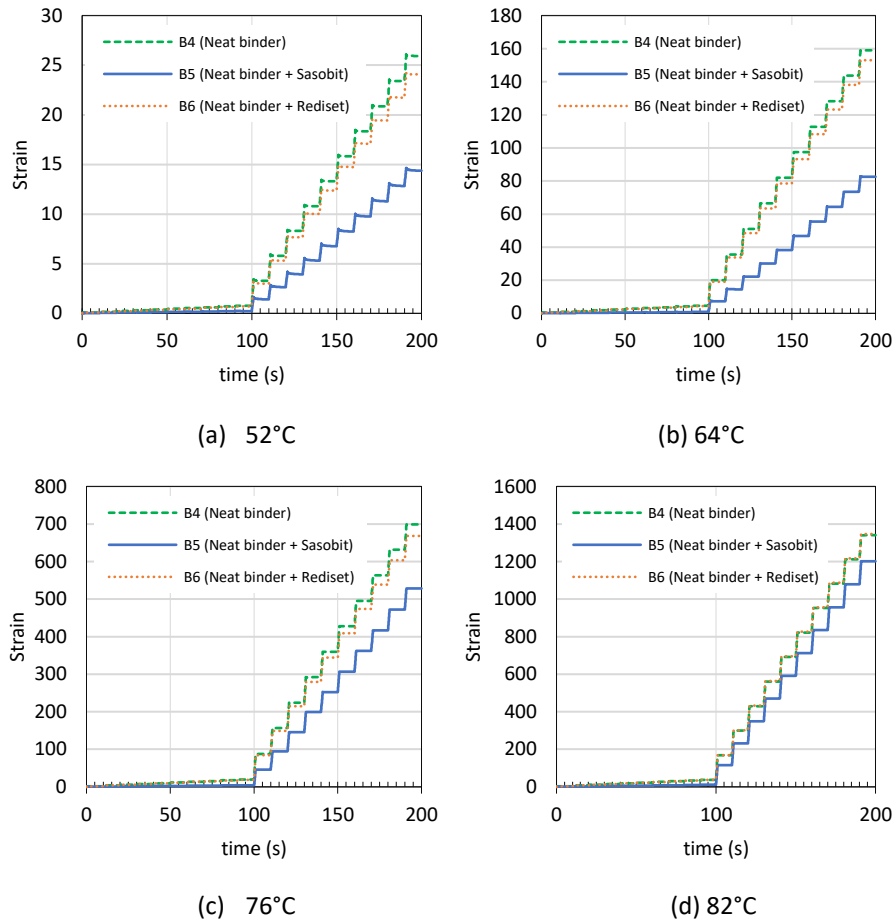 30
25
20
15
10
5
0
Strain
B4 (Neat binder)
B5 (Neat binder + Sasobit)
B6 (Neat binder + Rediset)
0 50 100 150 200
time (s)
(a) 52°C
180
160
140
120
100
80
60
40
20
0
Strain
B4 (Neat binder)
B5 (Neat binder + Sasobit)
B6 (Neat binder + Rediset)
0 50 100 150 200
time (s)
(b) 64°C
800
700
600
500
400
300
200
100
0
Strain
B4 (Neat binder)
B5 (Neat binder + Sasobit)
B6 (Neat binder + Rediset)
0 50 100 150 200
time (s)
(c) 76°C
1600
1400
1200
1000
800
600
400
200
0
Strain
B4 (Neat binder)
B5 (Neat binder + Sasobit)
B6 (Neat binder + Rediset)
0 100 200
time (s)
(d) 82°C